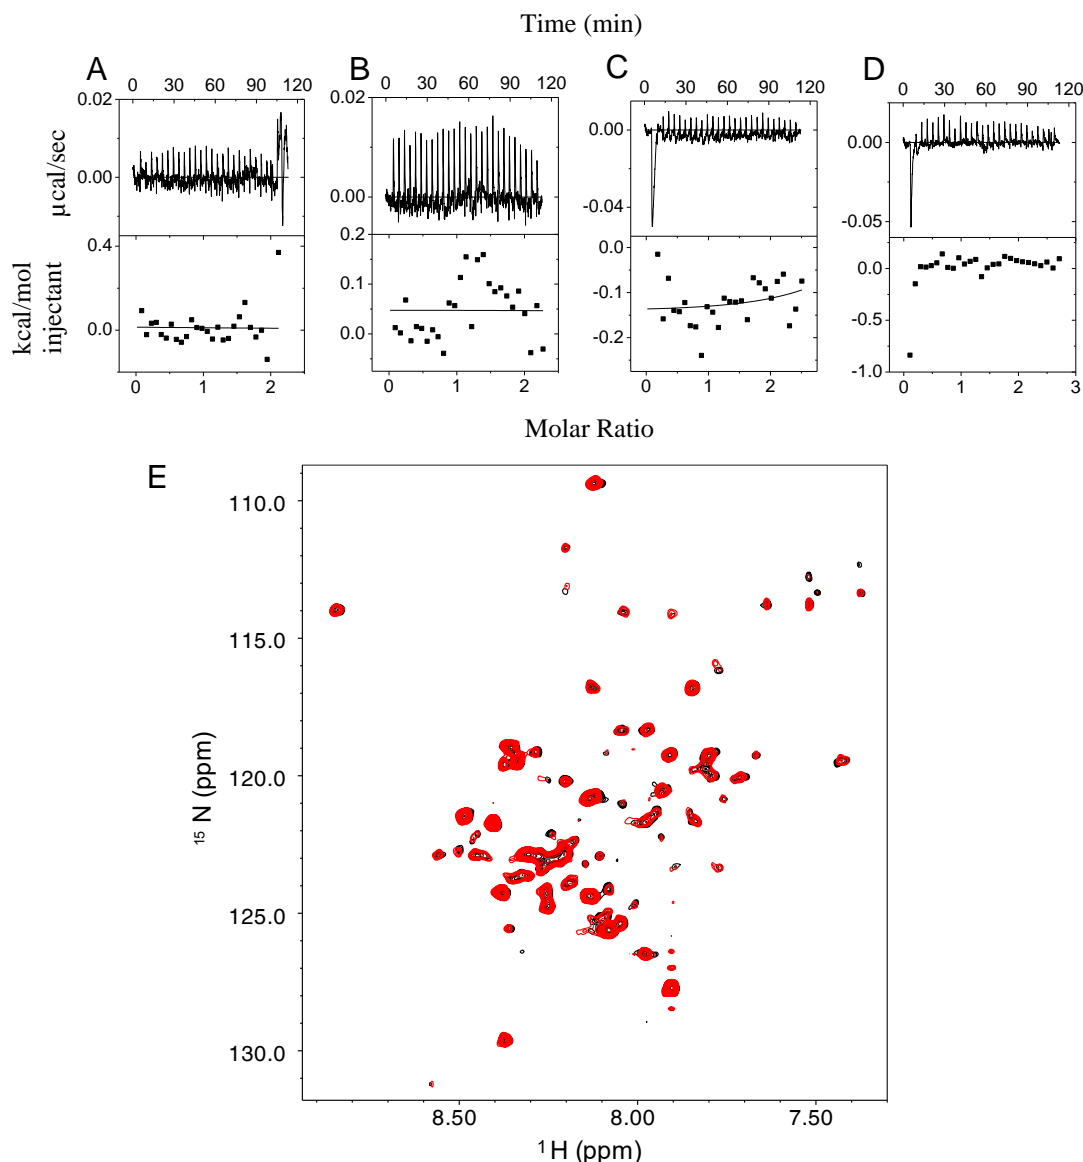 Time (min)
A B C D
0 30 60 90 120 0 30 60 90 120 0 30 60 90 120 0 30 60 90 120
0.02 0.1 0.00 0.00
0.00 0.0 -0.04 -0.05
µcal/sec
0.4 0.2 -0.0 0.0
0.0 0.1 -0.1 -0.5
0.0 -0.2 -1.0
kcal/mol
injectant
0 1 2 0 1 2 0 1 2 0 1 2 3
Molar Ratio
E
110.0
115.0
120.0
125.0
130.0
15 N (ppm)
8.50 8.00 7.50
1 H (ppm)